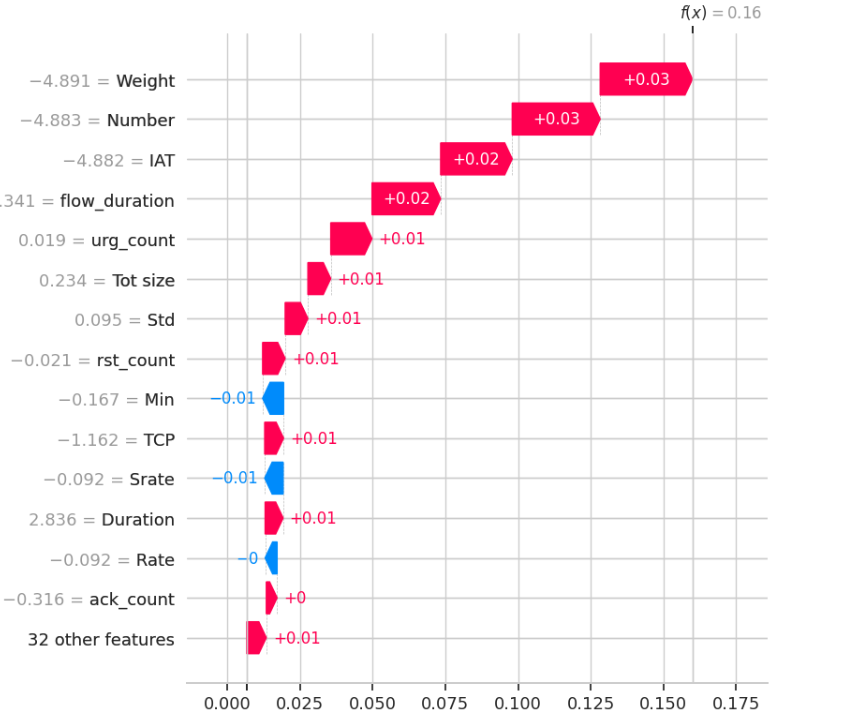 f(x) = 0.16
−4.891 = Weight +0.03
−4.883 = Number +0.03
−4.882 = IAT +0.02
.341 = flow_duration +0.02
0.019 = urg_count +0.01
0.234 = Tot size +0.01
0.095 = Std +0.01
−0.021 = rst_count +0.01
−0.167 = Min −0.01
−1.162 = TCP +0.01
−0.092 = Srate −0.01
2.836 = Duration +0.01
−0.092 = Rate −0
−0.316 = ack_count +0
32 other features +0.01
0.000 0.025 0.050 0.075 0.100 0.125 0.150 0.175